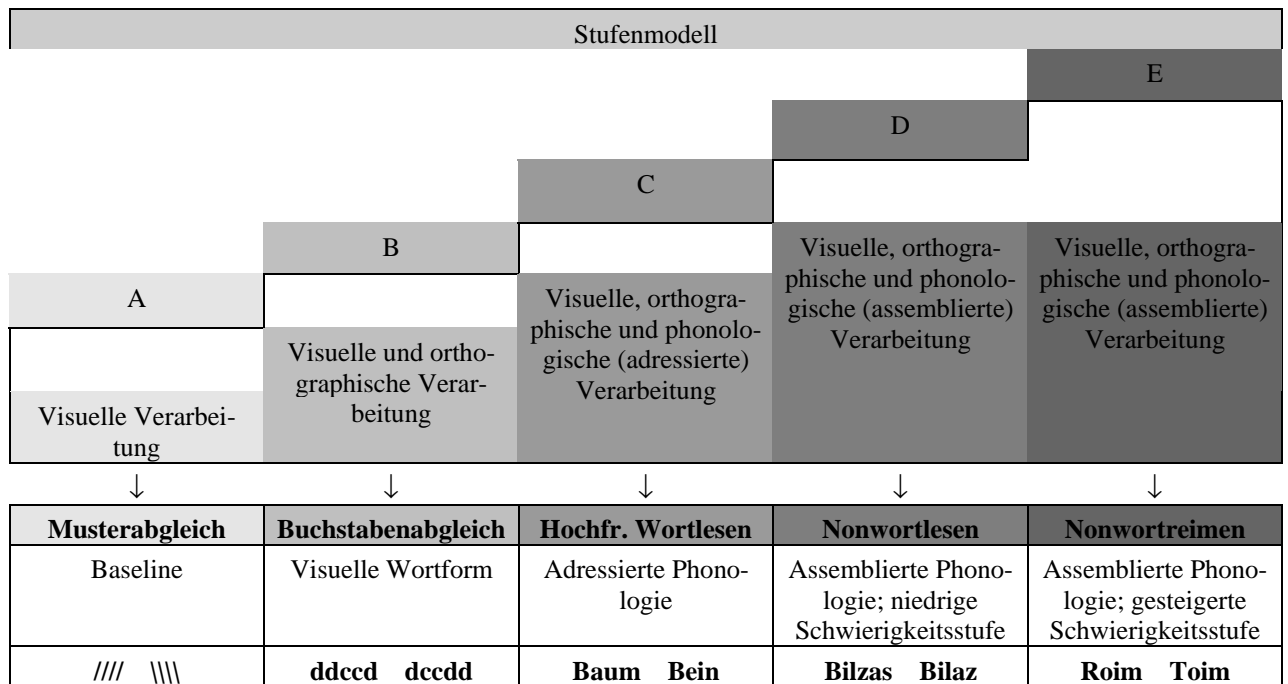 Stufenmodell
E
D
C
B
A
Visuelle Verarbei-
tung
Visuelle und ortho-
graphische Verar-
beitung
Visuelle, orthogra-
phische und phonolo-
gische (adressierte)
Verarbeitung
Visuelle, orthogra-
phische und phonolo-
gische (assemblierte)
Verarbeitung
Visuelle, orthogra-
phische und phonolo-
gische (assemblierte)
Verarbeitung
↓ ↓ ↓ ↓ ↓
Musterabgleich Buchstabenabgleich Hochfr. Wortlesen Nonwortlesen Nonwortreimen
Baseline
Visuelle Wortform
Adressierte Phono-
logie
Assemblierte Phono-
logie; niedrige
Schwierigkeitsstufe
Assemblierte Phono-
logie; gesteigerte
Schwierigkeitsstufe
//// \\\\ ddccd dccdd Baum Bein Bilzas Bilaz Roim Toim